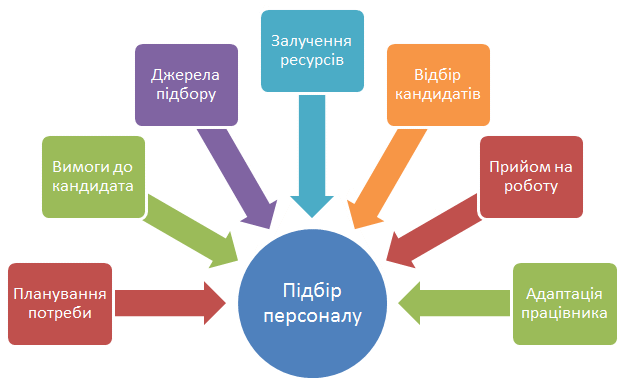 Планування
потреби
Вимоги до
кандидата
Джерела
підбору
Залучення
ресурсів
Відбір
кандидатів
Прийом на
роботу
Адаптація
працівника
Підбір
персоналу